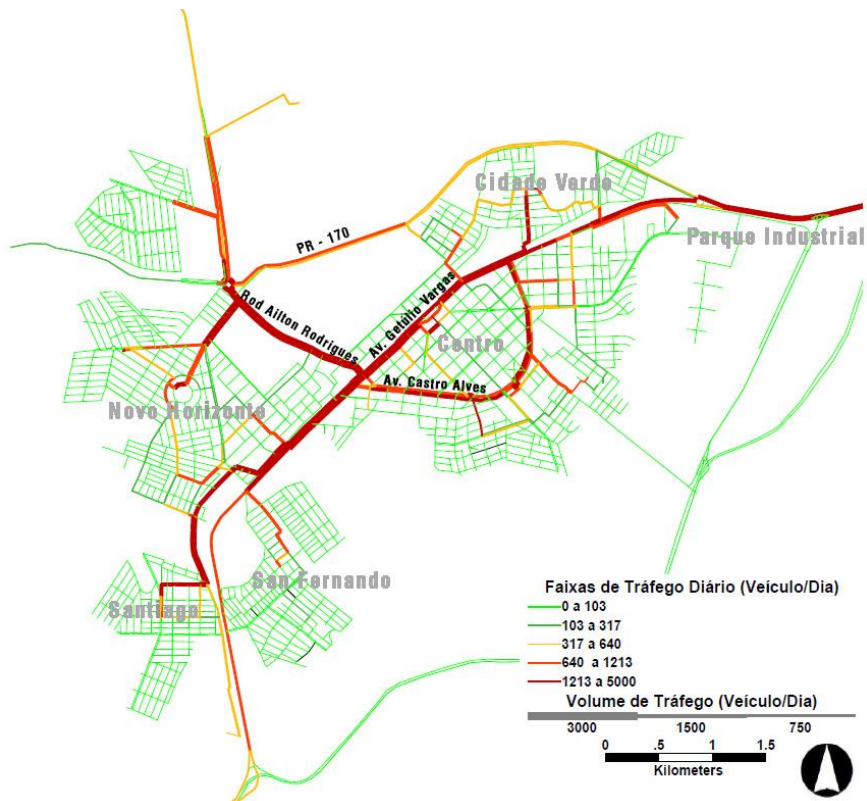 Cidade Verde
Parque Industrial
PR - 170
Rod Ailton Rodrigues
Av. Getúlio Vargas
Centro
Av. Castro Alves
Novo Horizonte
San Fernando
Santiago
Faixas de Tráfego Diário (Veículo/Dia)
0 a 103
103 a 317
317 a 640
640 a 1213
1213 a 5000
Volume de Tráfego (Veículo/Dia)
3000 1500 750
0 .5 1 1.5
Kilometers